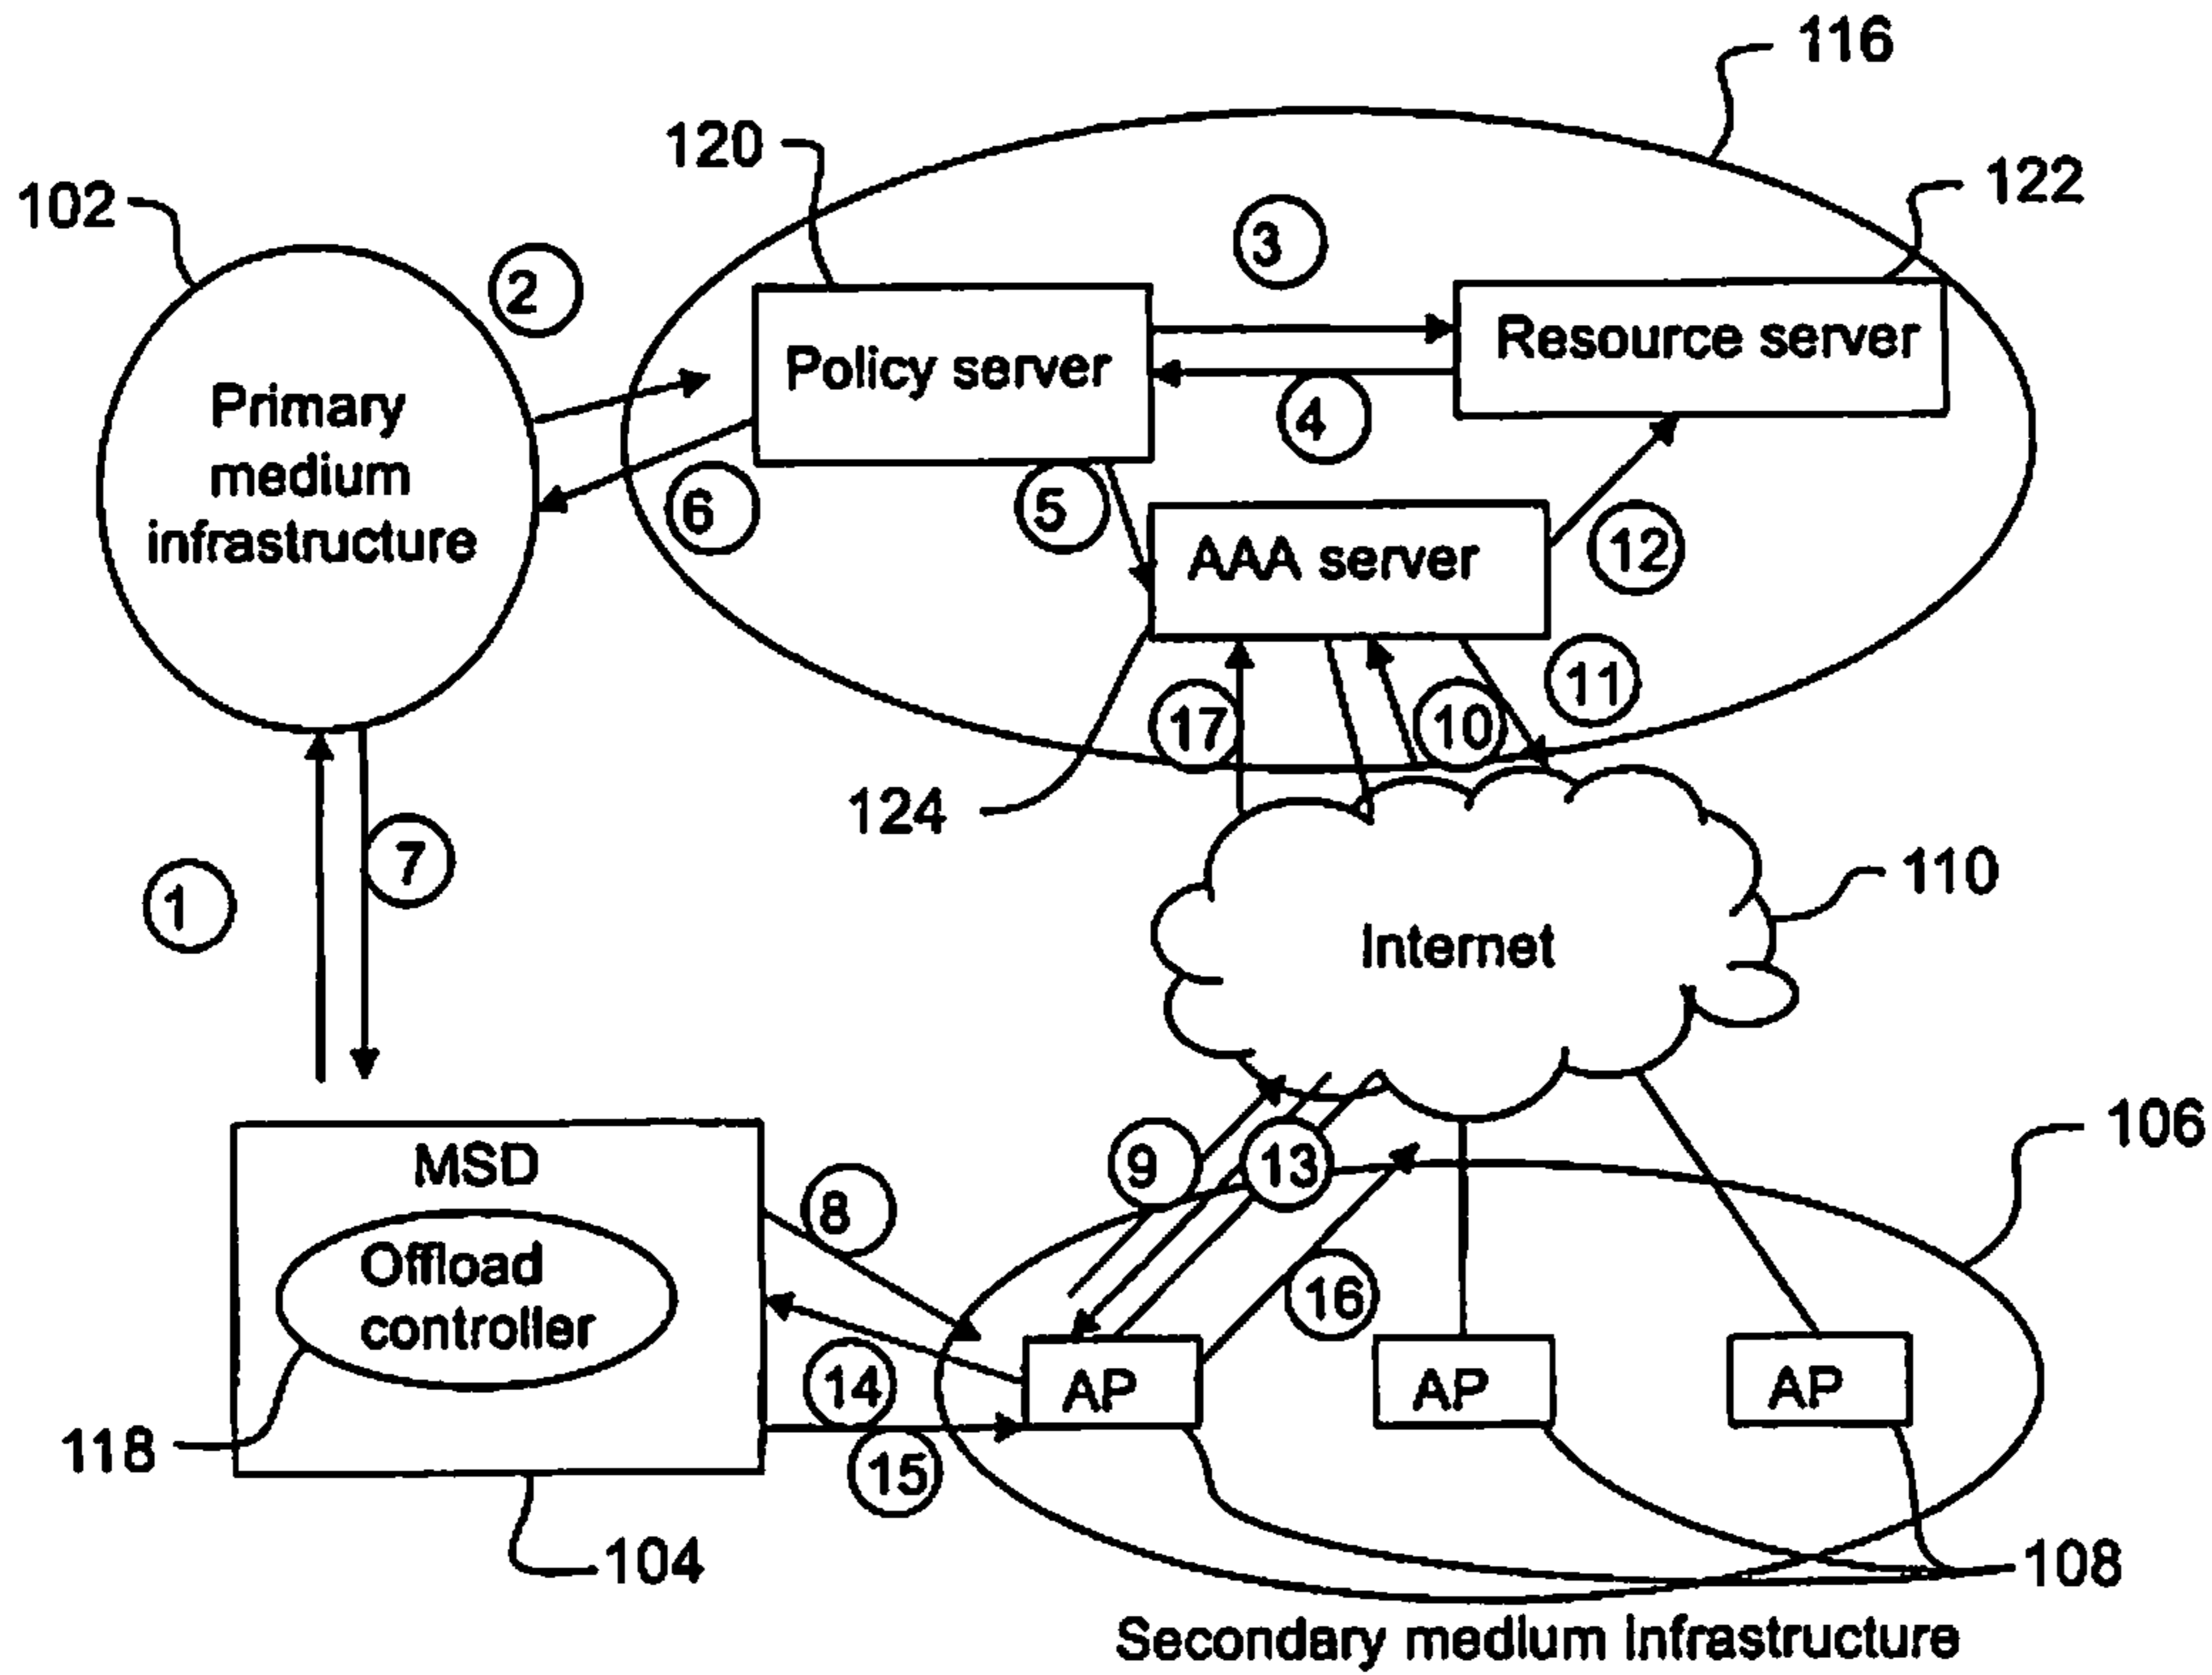 116
120
122
102
2
3
Primary
medium
infrastructure
Policy server
Resource server
4
6
5
AAA server
12
11
17
10
124
1
7
110
Internet
106
MSD
Offload
controller
8
9
13
16
14
15
AP
AP
AP
118
104
108
Secondary medium infrastructure